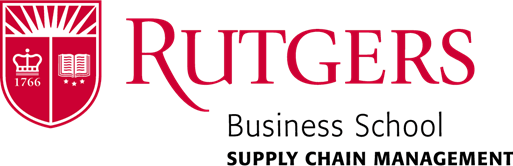 1766
RUTGERS
Business School
SUPPLY CHAIN MANAGEMENT